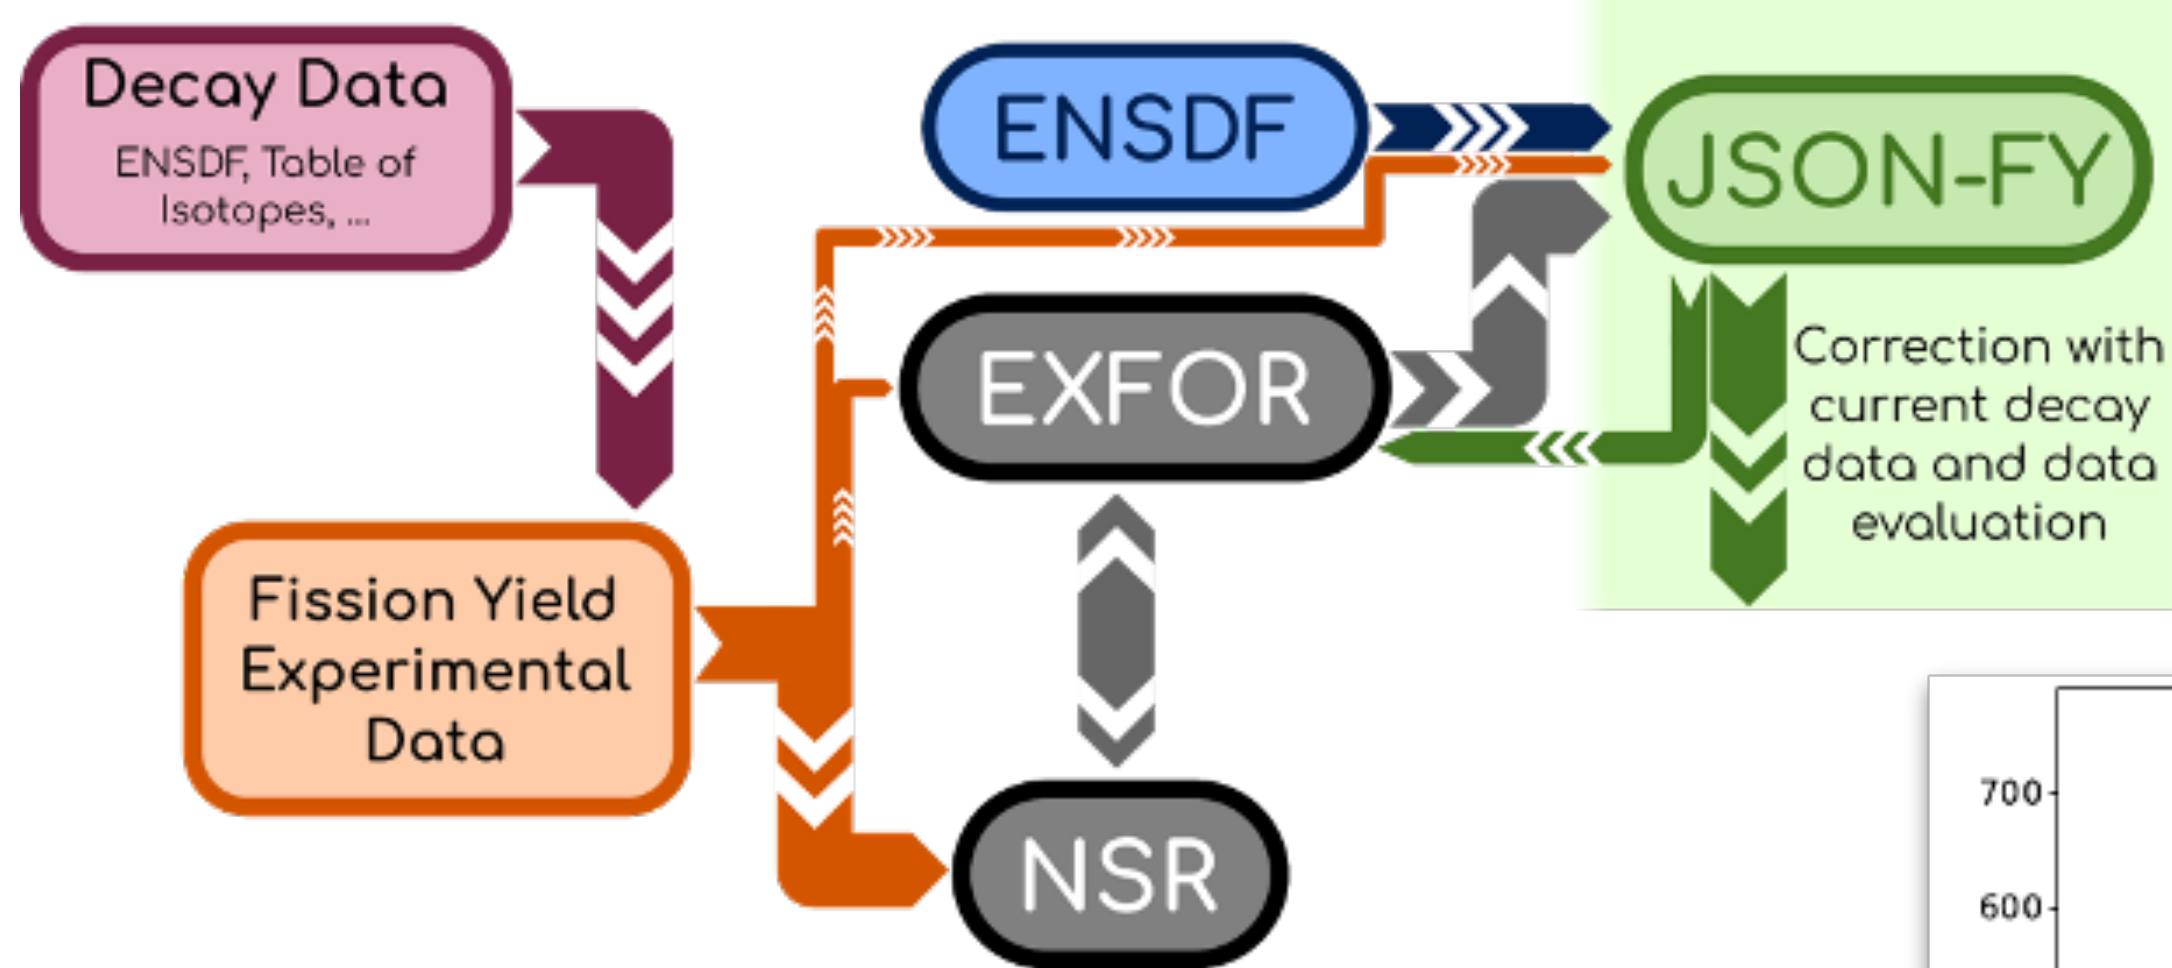 Decay Data
ENSDF, Table of
Isotopes, ...
ENSDF
JSON-FY
EXFOR
Correction with
current decay
data and data
evaluation
Fission Yield
Experimental
Data
NSR
700
600